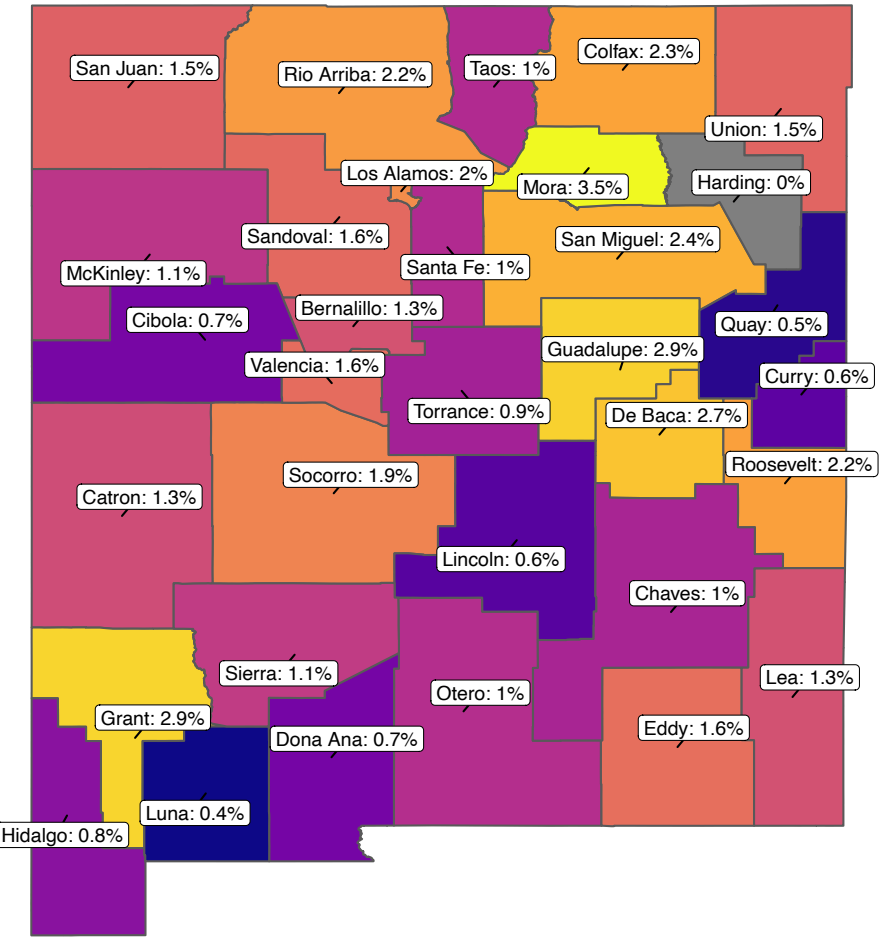 San Juan: 1.5%
Rio Arriba: 2.2%
Taos: 1%
Colfax: 2.3%
Union: 1.5%
Los Alamos: 2%
Mora: 3.5%
Harding: 0%
Sandoval: 1.6%
San Miguel: 2.4%
McKinley: 1.1%
Santa Fe: 1%
Cibola: 0.7%
Bernalillo: 1.3%
Quay: 0.5%
Guadalupe: 2.9%
Valencia: 1.6%
Curry: 0.6%
Torrance: 0.9%
De Baca: 2.7%
Roosevelt: 2.2%
Socorro: 1.9%
Catron: 1.3%
Lincoln: 0.6%
Chaves: 1%
Sierra: 1.1%
Lea: 1.3%
Otero: 1%
Grant: 2.9%
Eddy: 1.6%
Dona Ana: 0.7%
Luna: 0.4%
Hidalgo: 0.8%